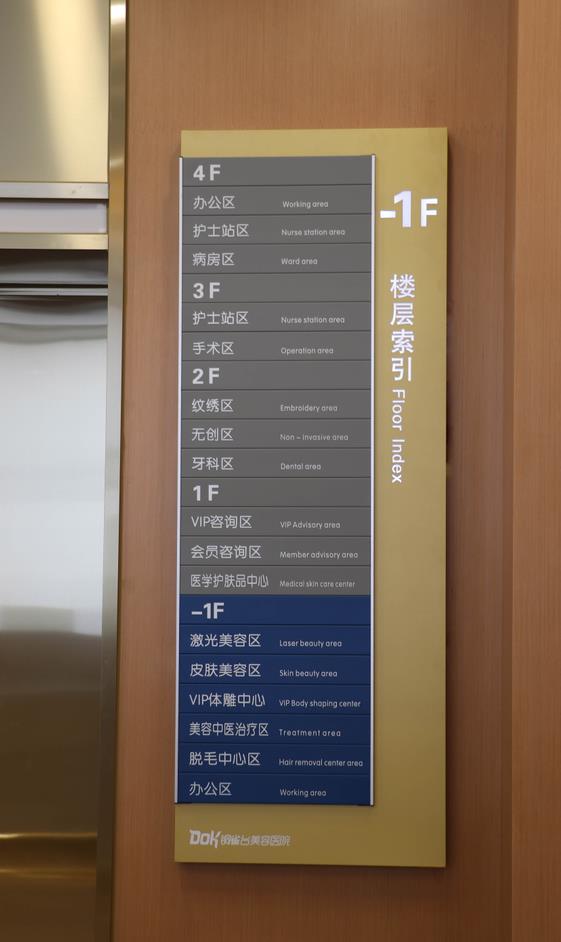 4F
办公区 Working area
护士站区 Nurse station area
病房区 Ward area
3F
护士站区 Nurse station area
手术区 Operation area
2F
纹绣区 Embroidery area
无创区 Non - invasive area
牙科区 Dental area
1F
VIP咨询区 VIP Advisory area
会员咨询区 Member advisory area
医学护肤品中心 Medical skin care center
-1F
激光美容区 Laser beauty area
皮肤美容区 Skin beauty area
VIP体雕中心 VIP Body shaping center
美容中医治疗区 Treatment area
脱毛中心区 Hair removal center area
办公区 Working area
-1F
楼层索引 Floor Index
DOK 美容医院